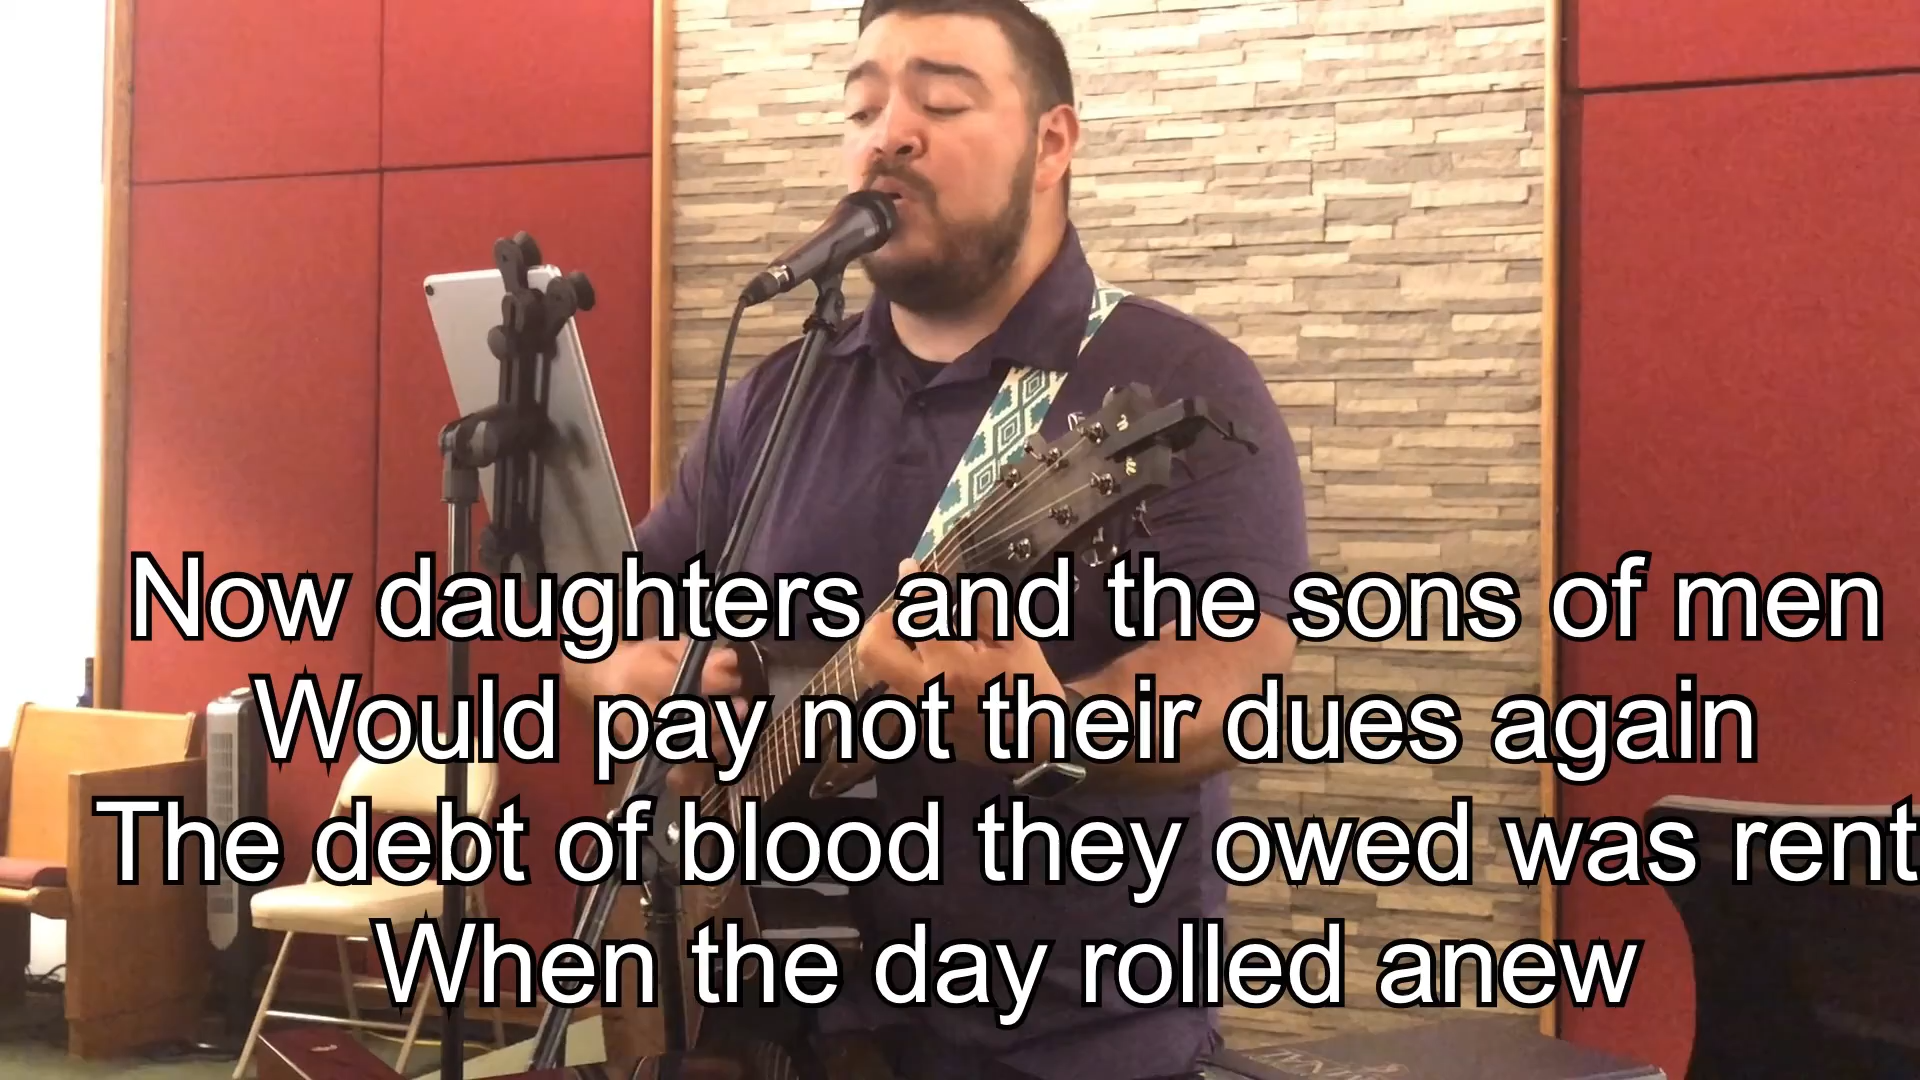 Now daughters and the sons of men
Would pay not their dues again
The debt of blood they owed was rent
When the day rolled anew